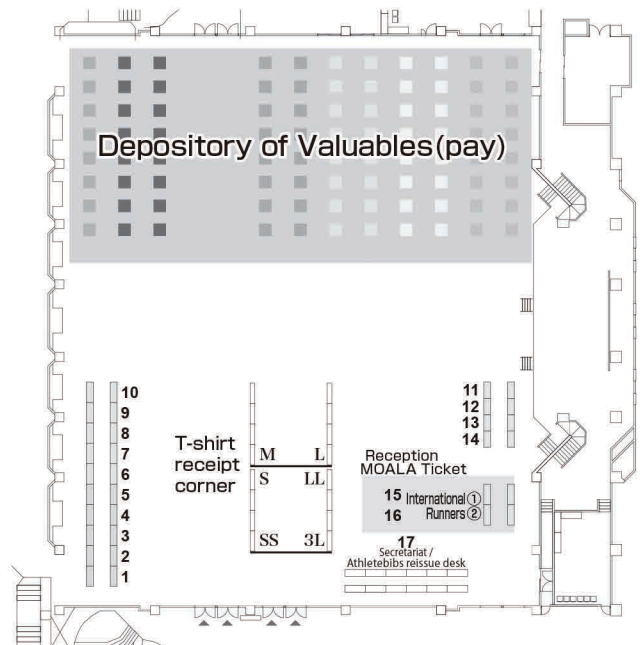 Depository of Valuables(pay)
10
9
8
7
6
5
4
3
2
1
T-shirt
receipt
corner
M L
S LL
SS 3L
11
12
13
14
Reception
MOALA Ticket
15 International①
16 Runners②
17
Secretariat /
Athletebibs reissue desk